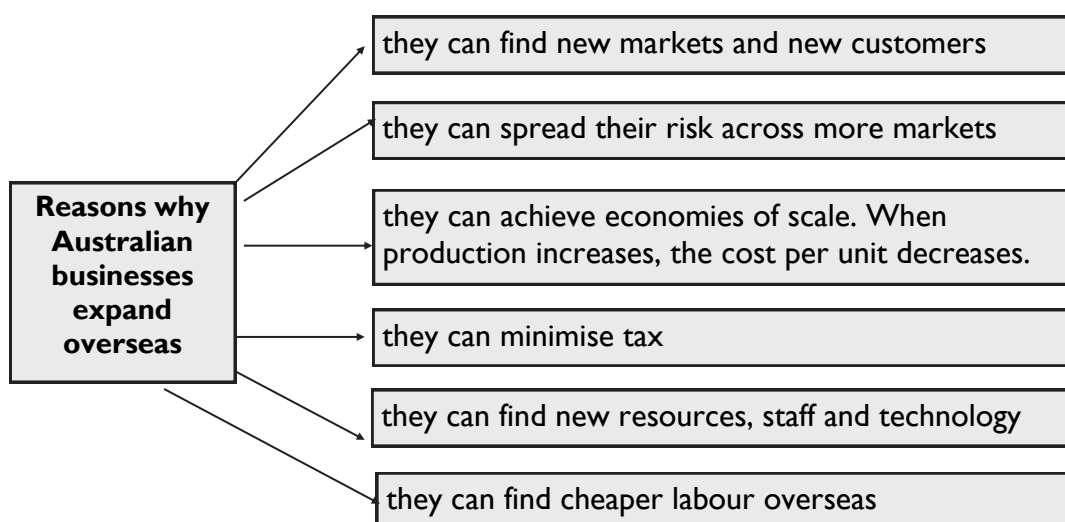 they can find new markets and new customers
they can spread their risk across more markets
Reasons why
Australian
businesses
expand
overseas
they can achieve economies of scale. When
production increases, the cost per unit decreases.
they can minimise tax
they can find new resources, staff and technology
they can find cheaper labour overseas